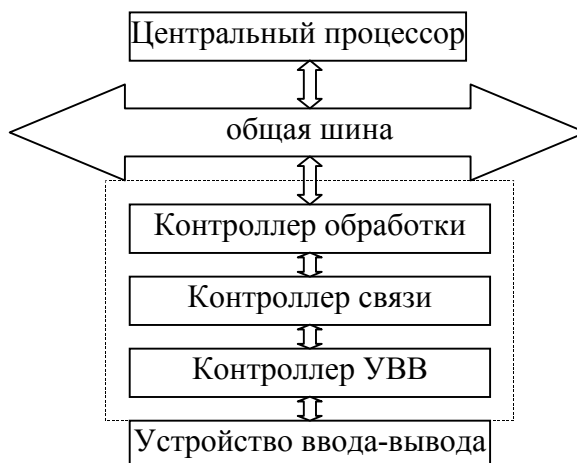 Центральный процессор
общая шина
Контроллер обработки
Контроллер связи
Контроллер УВВ
Устройство ввода-вывода